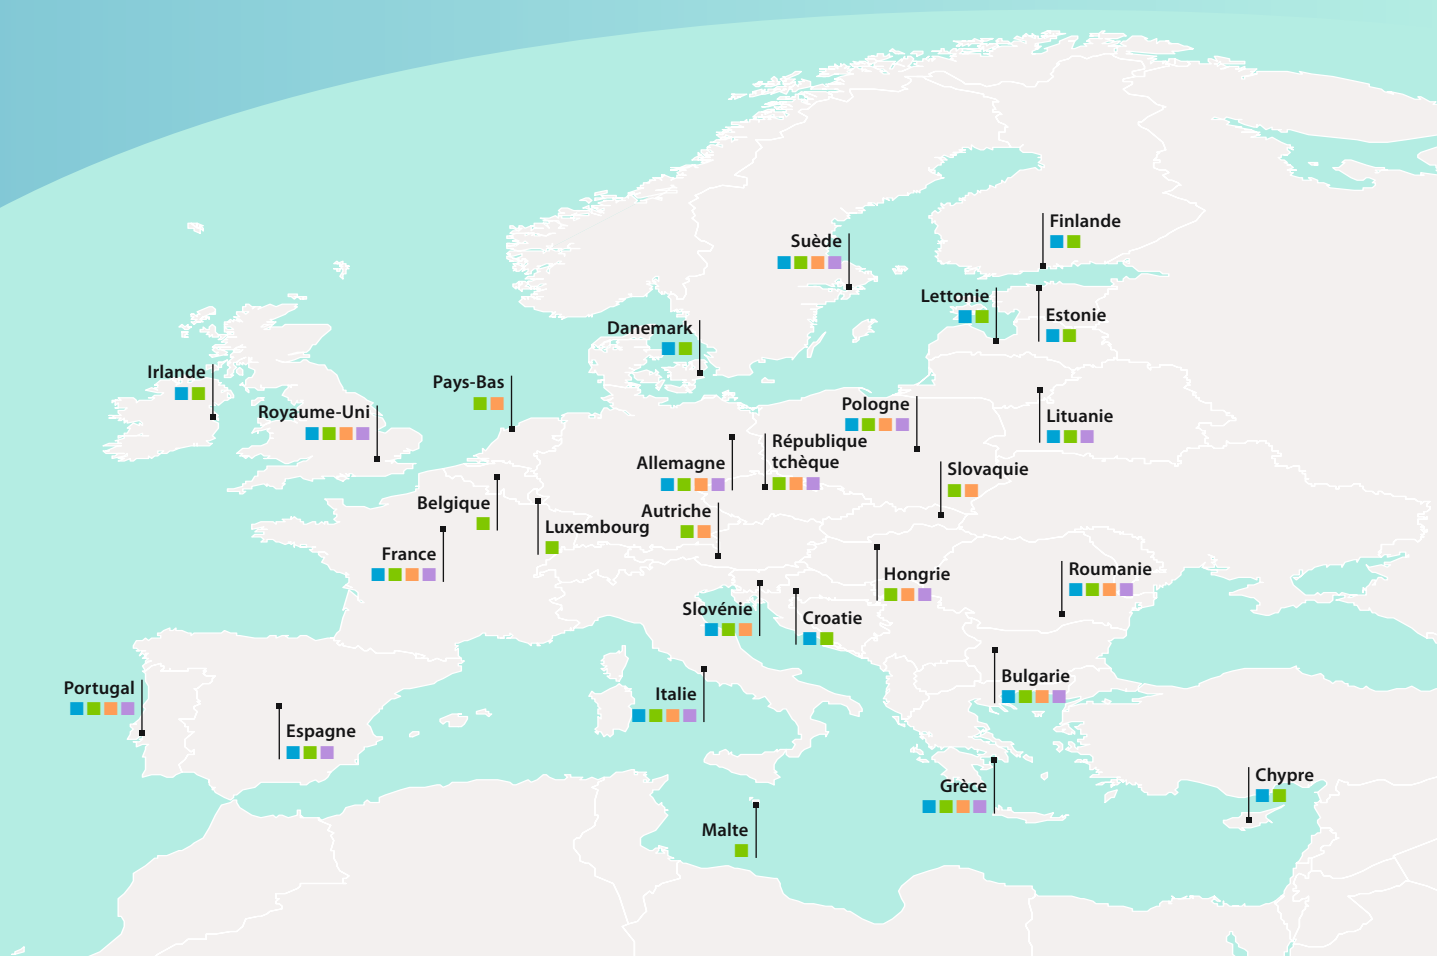 Finlande
Suède
Lettonie
Estonie
Danemark
Irlande
Pays-Bas
Royaume-Uni
Pologne
Lituanie
République
tchèque
Allemagne
Slovaquie
Belgique
Autriche
Luxembourg
France
Hongrie
Roumanie
Slovénie
Croatie
Bulgarie
Portugal
Italie
Espagne
Grèce
Chypre
Malte